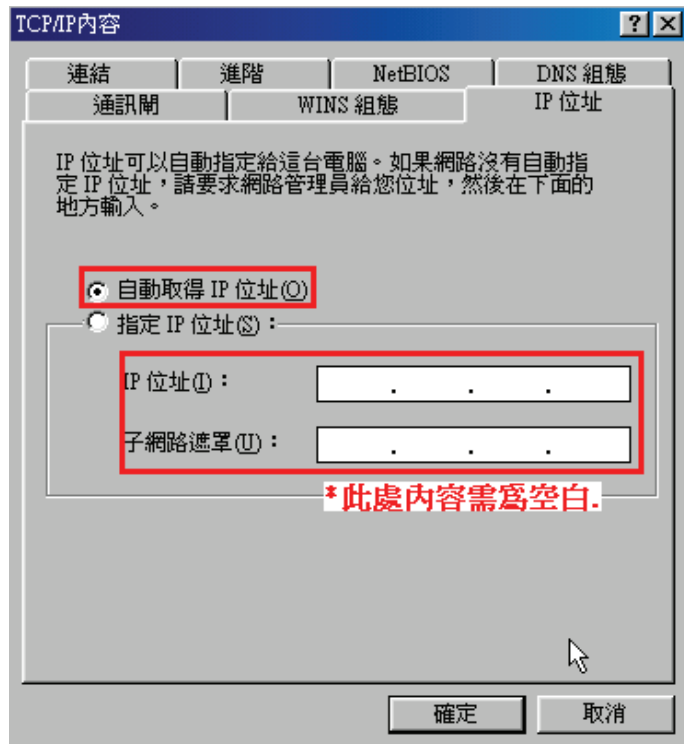 TCP/IP內容
連結 進階 NetBIOS DNS 組態
通訊閘 WINS 組態 IP 位址
IP 位址可以自動指定給這台電腦。如果網路沒有自動指
定 IP 位址，請要求網路管理員給您位址，然後在下面的
地方輸入。
自動取得 IP 位址(O)
指定 IP 位址(S)：
IP 位址(I)： . . .
子網路遮罩(U)： . . .
*此處內容需為空白.
確定 取消